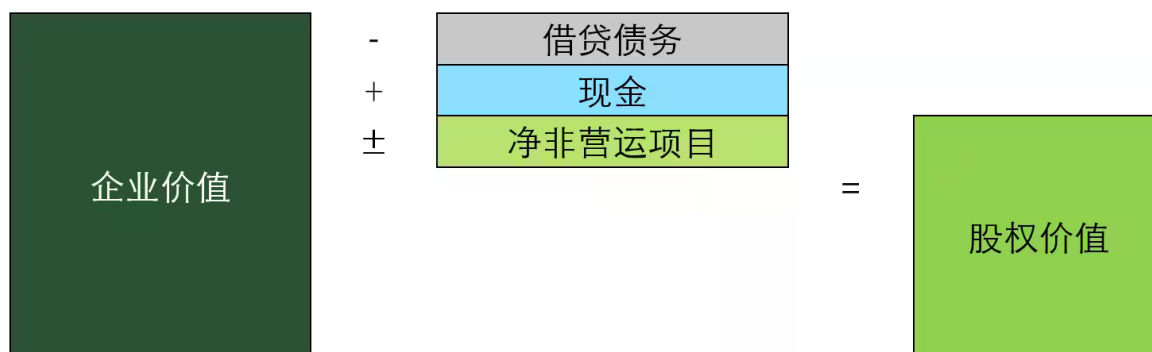 -
借贷债务
+
现金
±
净非营运项目
企业价值
=
股权价值